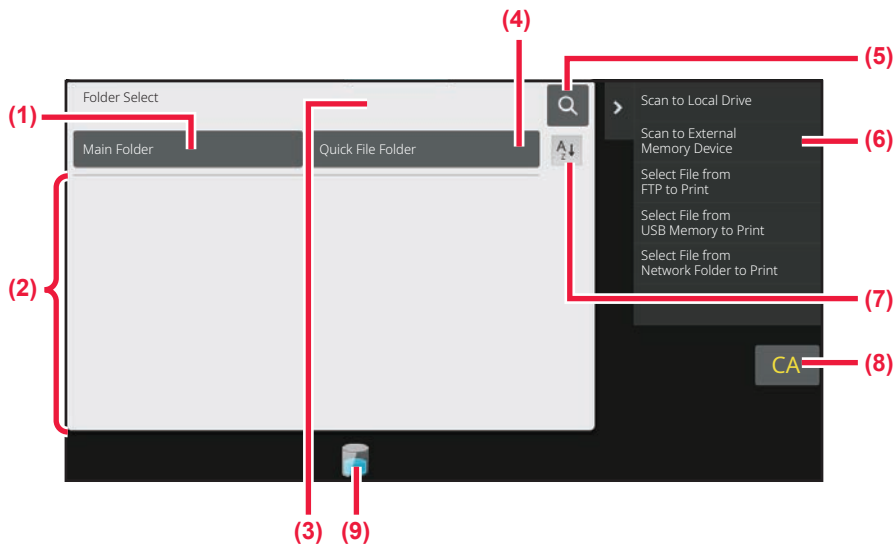 (4)
(5)
Folder Select
Scan to Local Drive
(1)
Scan to External
Memory Device
(6)
Main Folder
Quick File Folder
A
Z
Select File from
FTP to Print
Select File from
USB Memory to Print
Select File from
Network Folder to Print
(2)
(7)
CA
(8)
(3)
(9)